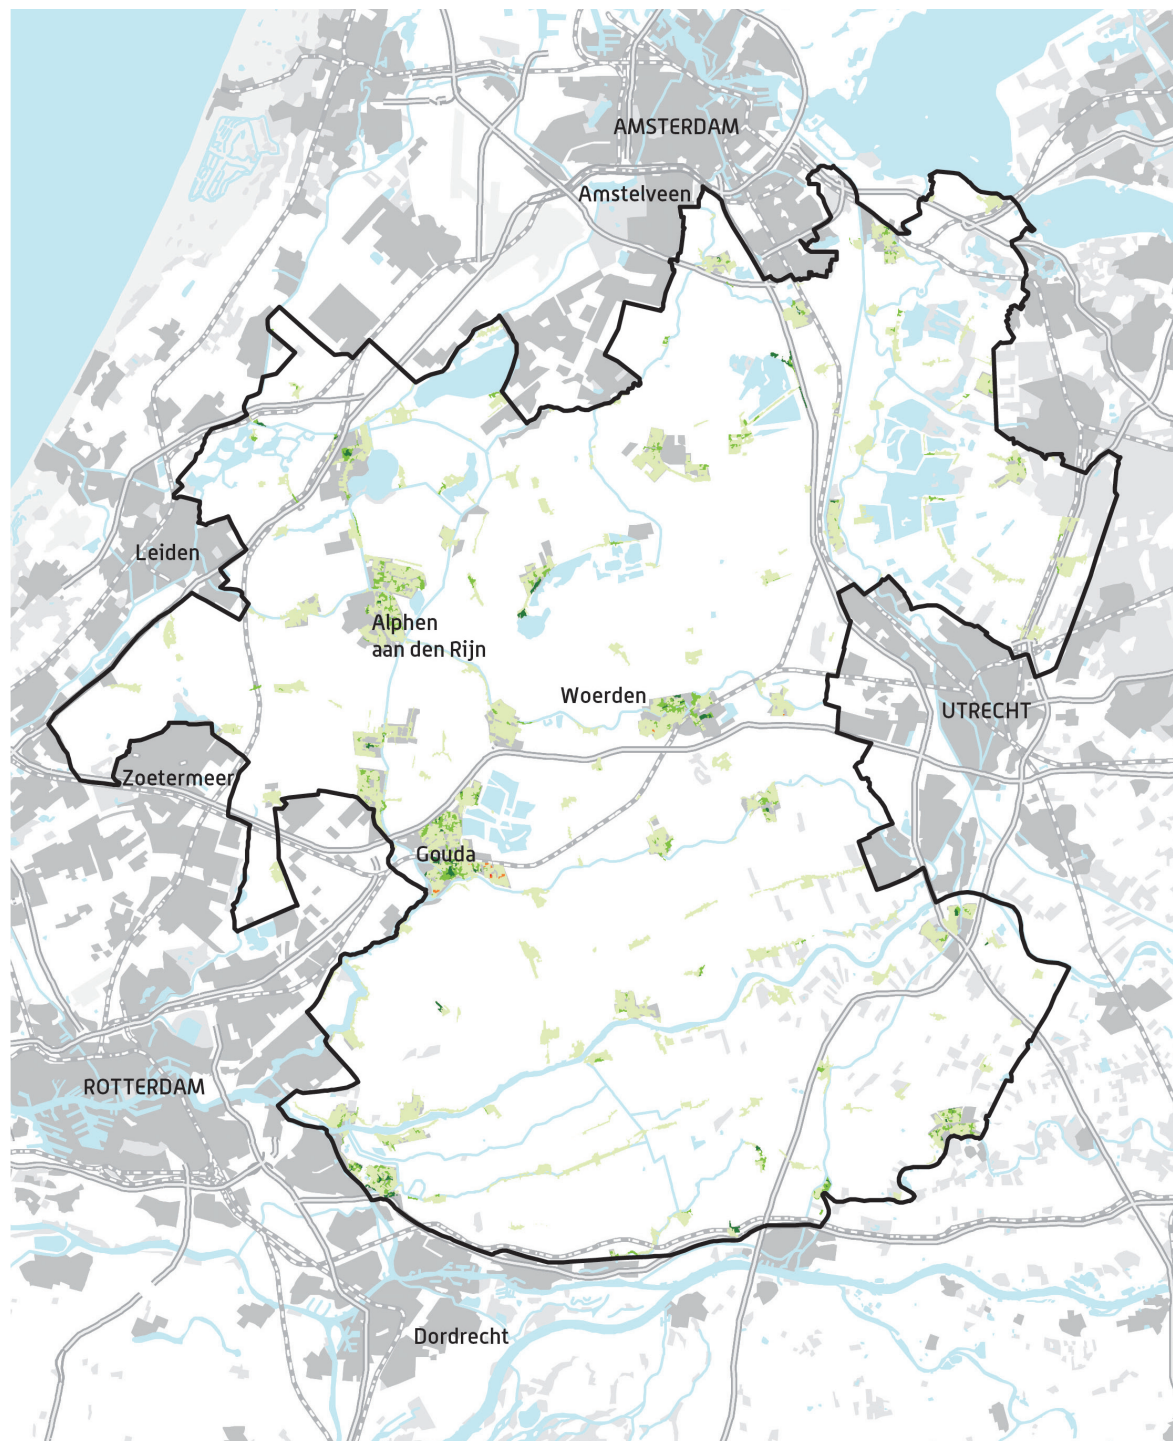 AMSTERDAM
Amstelveen
Leiden
Alphen
aan den Rijn
Woerden
UTRECHT
Zoetermeer
Gouda
ROTTERDAM
Dordrecht